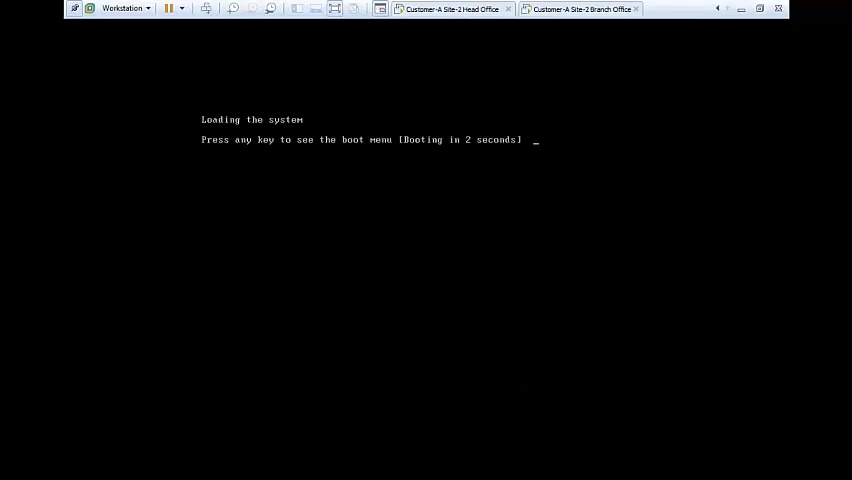 Workstation
Customer-A Site-2 Head Office
Customer-A Site-2 Branch Office
Loading the system
Press any key to see the boot menu [Booting in 2 seconds] _